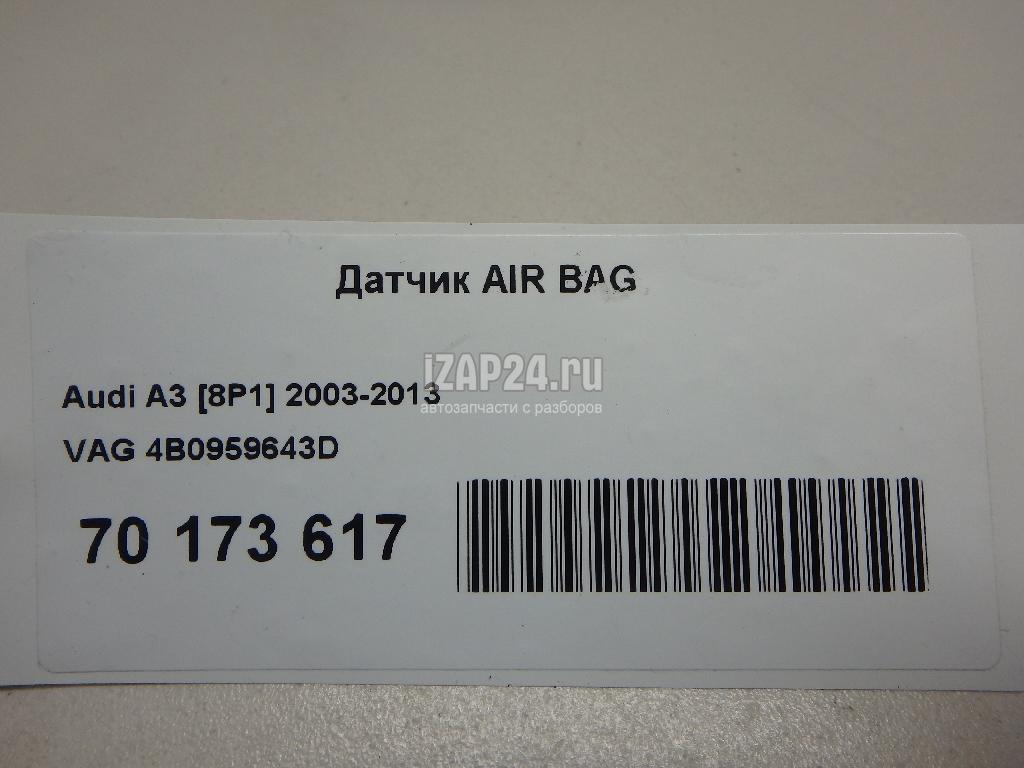 Датчик AIR BAG
iZAP24.ru
Audi A3 [8P1] 2003-2013
автозапчасти с разборов
VAG 4B0959643D
70 173 617